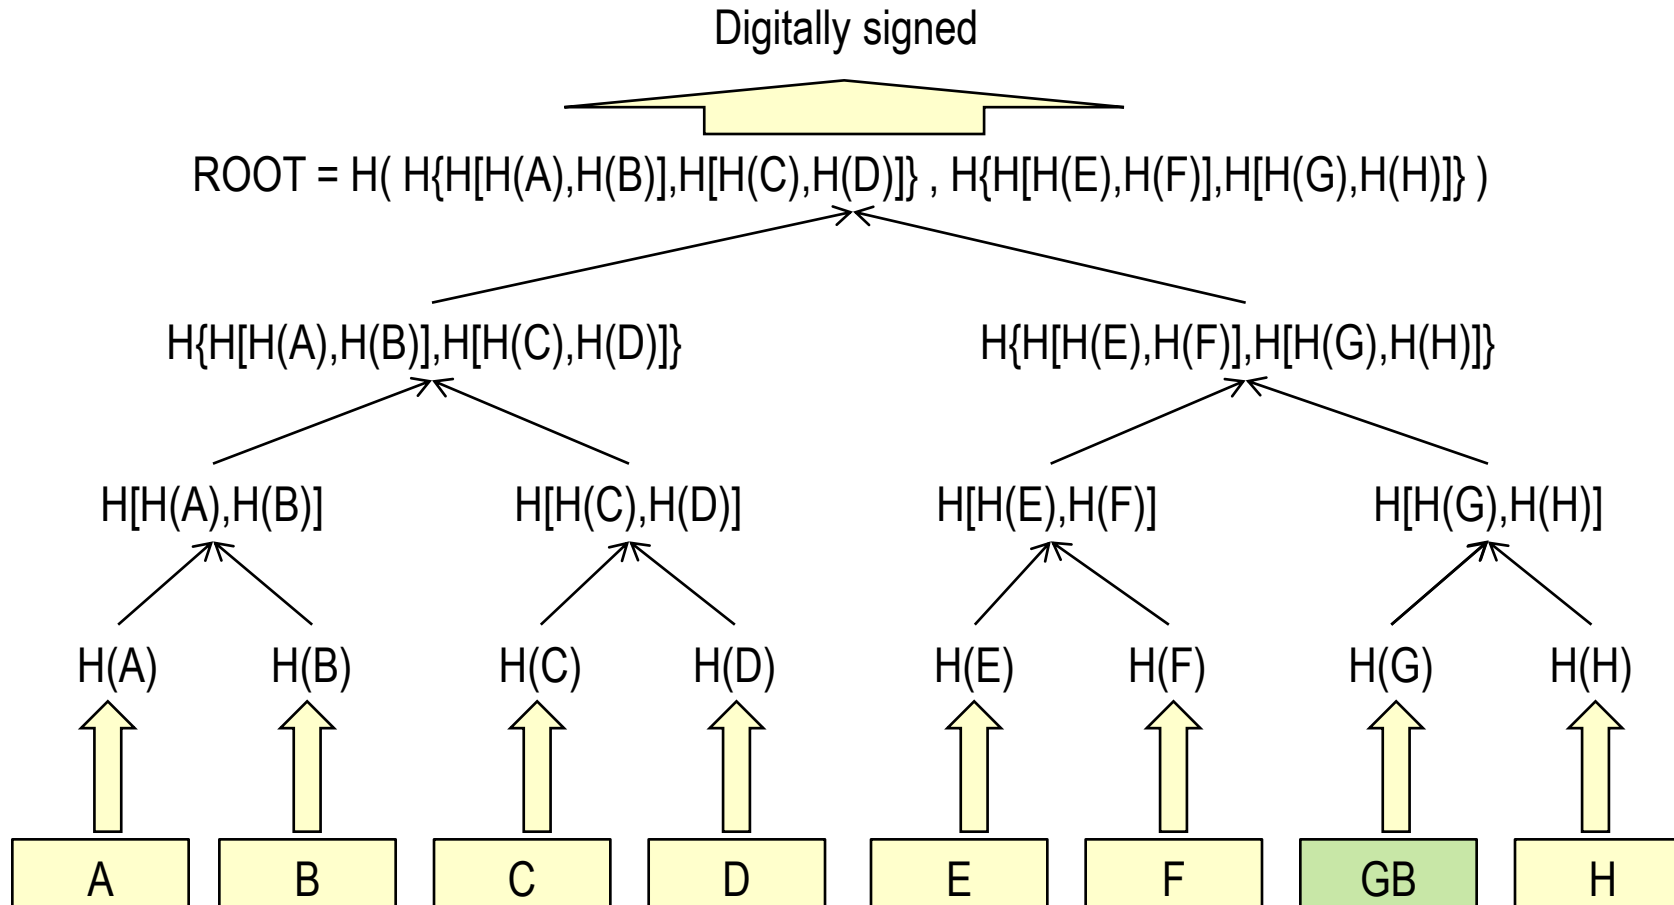 Digitally signed
ROOT = H( H{H[H(A),H(B)],H[H(C),H(D)]} , H{H[H(E),H(F)],H[H(G),H(H)]} )
H{H[H(A),H(B)],H[H(C),H(D)]} H{H[H(E),H(F)],H[H(G),H(H)]}
H[H(A),H(B)] H[H(C),H(D)] H[H(E),H(F)] H[H(G),H(H)]
H(A) H(B) H(C) H(D) H(E) H(F) H(G) H(H)
A B C D E F GB H